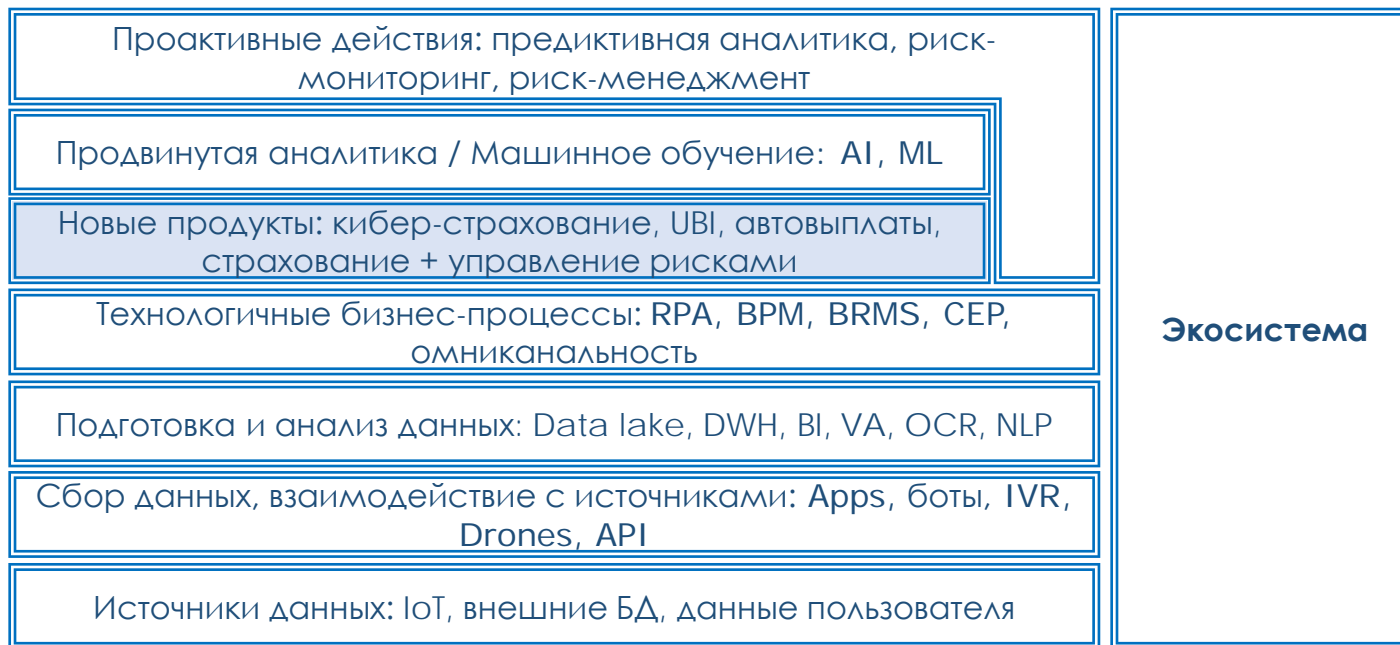 Проактивные действия: предиктивная аналитика, риск-
мониторинг, риск-менеджмент
Продвинутая аналитика / Машинное обучение: AI, ML
Новые продукты: кибер-страхование, UBI, автовыплаты,
страхование + управление рисками
Технологичные бизнес-процессы: RPA, BPM, BRMS, CEP,
омниканальность
Подготовка и анализ данных: Data lake, DWH, BI, VA, OCR, NLP
Сбор данных, взаимодействие с источниками: Apps, боты, IVR,
Drones, API
Источники данных: IoT, внешние БД, данные пользователя
Экосистема